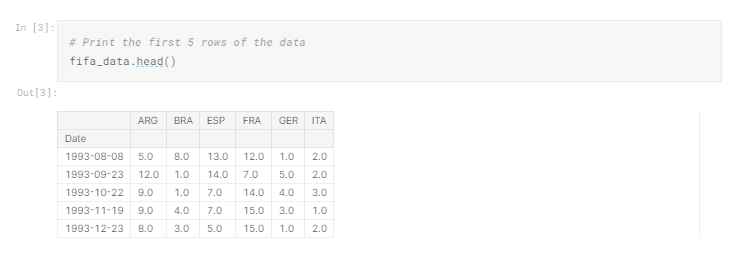 In [3]:
# Print the first 5 rows of the data
fifa_data.head()
Out[3]:
ARG BRA ESP FRA GER ITA
Date
1993-08-08 5.0 8.0 13.0 12.0 1.0 2.0
1993-09-23 12.0 1.0 14.0 7.0 5.0 2.0
1993-10-22 9.0 1.0 7.0 14.0 4.0 3.0
1993-11-19 9.0 4.0 7.0 15.0 3.0 1.0
1993-12-23 8.0 3.0 5.0 15.0 1.0 2.0